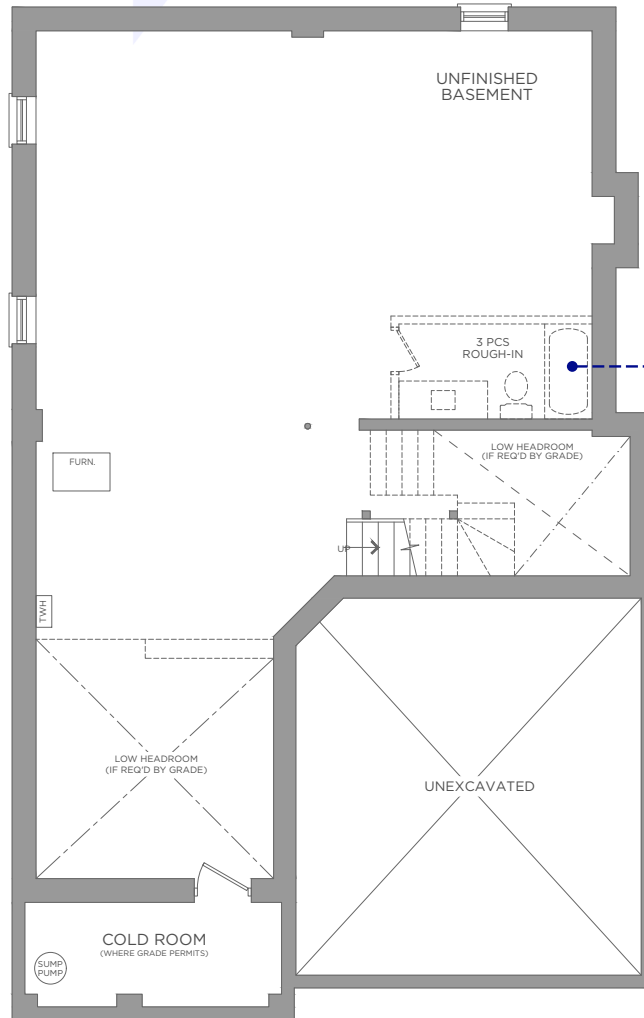 UNFINISHED
BASEMENT
3 PCS
ROUGH-IN
LOW HEADROOM
(IF REQ'D BY GRADE)
FURN.
UP
TWH
LOW HEADROOM
(IF REQ'D BY GRADE)
UNEXCAVATED
COLD ROOM
(WHERE GRADE PERMITS)
SUMP
PUMP